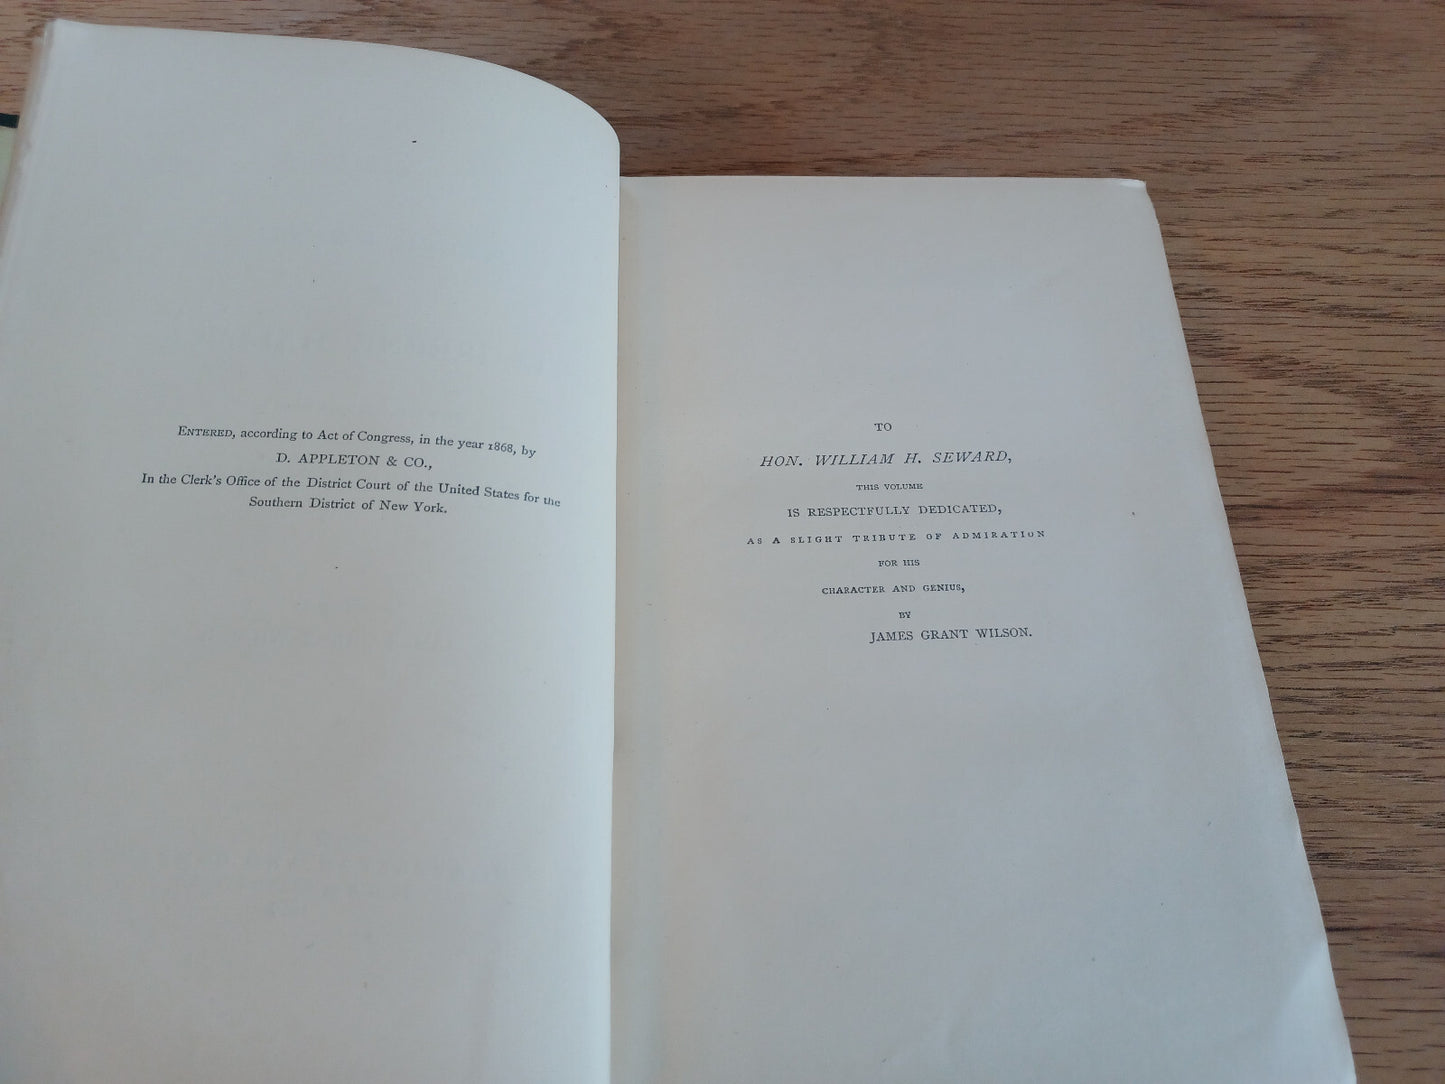 ENTERED, according to Act of Congress, in the year 1868, by
D. APPLETON & CO.,
In the Clerk's Office of the District Court of the United States for the
Southern District of New York.
TO
HON. WILLIAM H. SEWARD,
THIS VOLUME
IS RESPECTFULLY DEDICATED,
AS A SLIGHT TRIBUTE OF ADMIRATION
FOR HIS
CHARACTER AND GENIUS,
BY
JAMES GRANT WILSON.